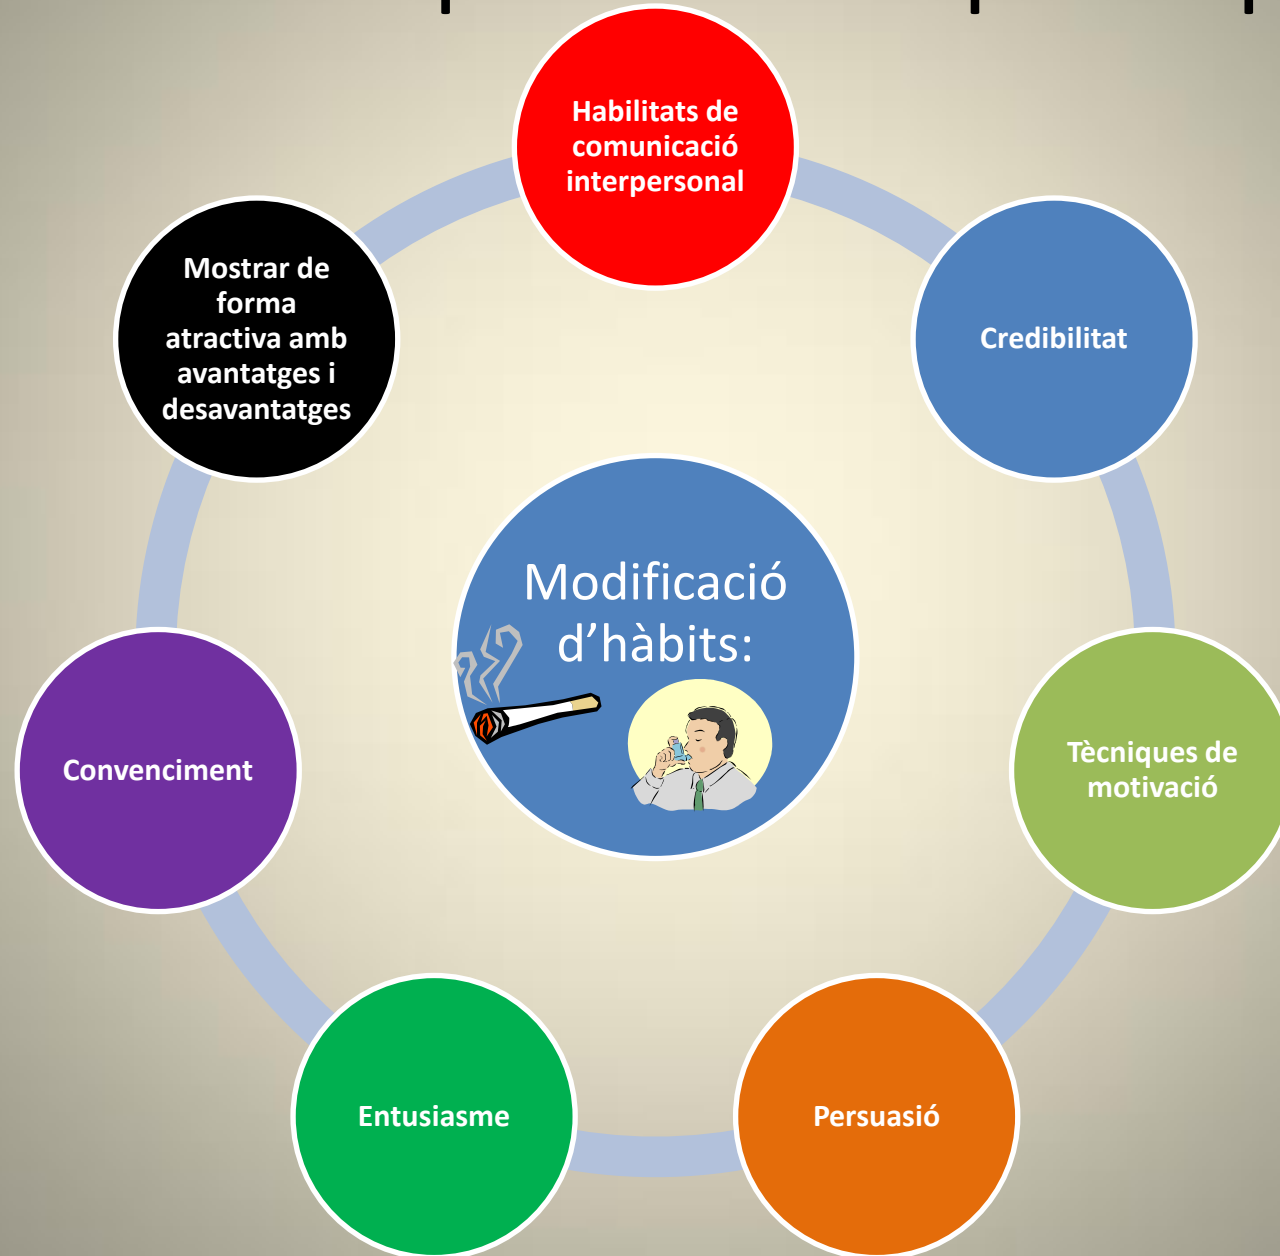 Habilitats de
comunicació
interpersonal
Credibilitat
Tècniques de
motivació
Persuasió
Entusiasme
Convenciment
Mostrar de
forma
atractiva amb
avantatges i
desavantatges
Modificació
d’hàbits: